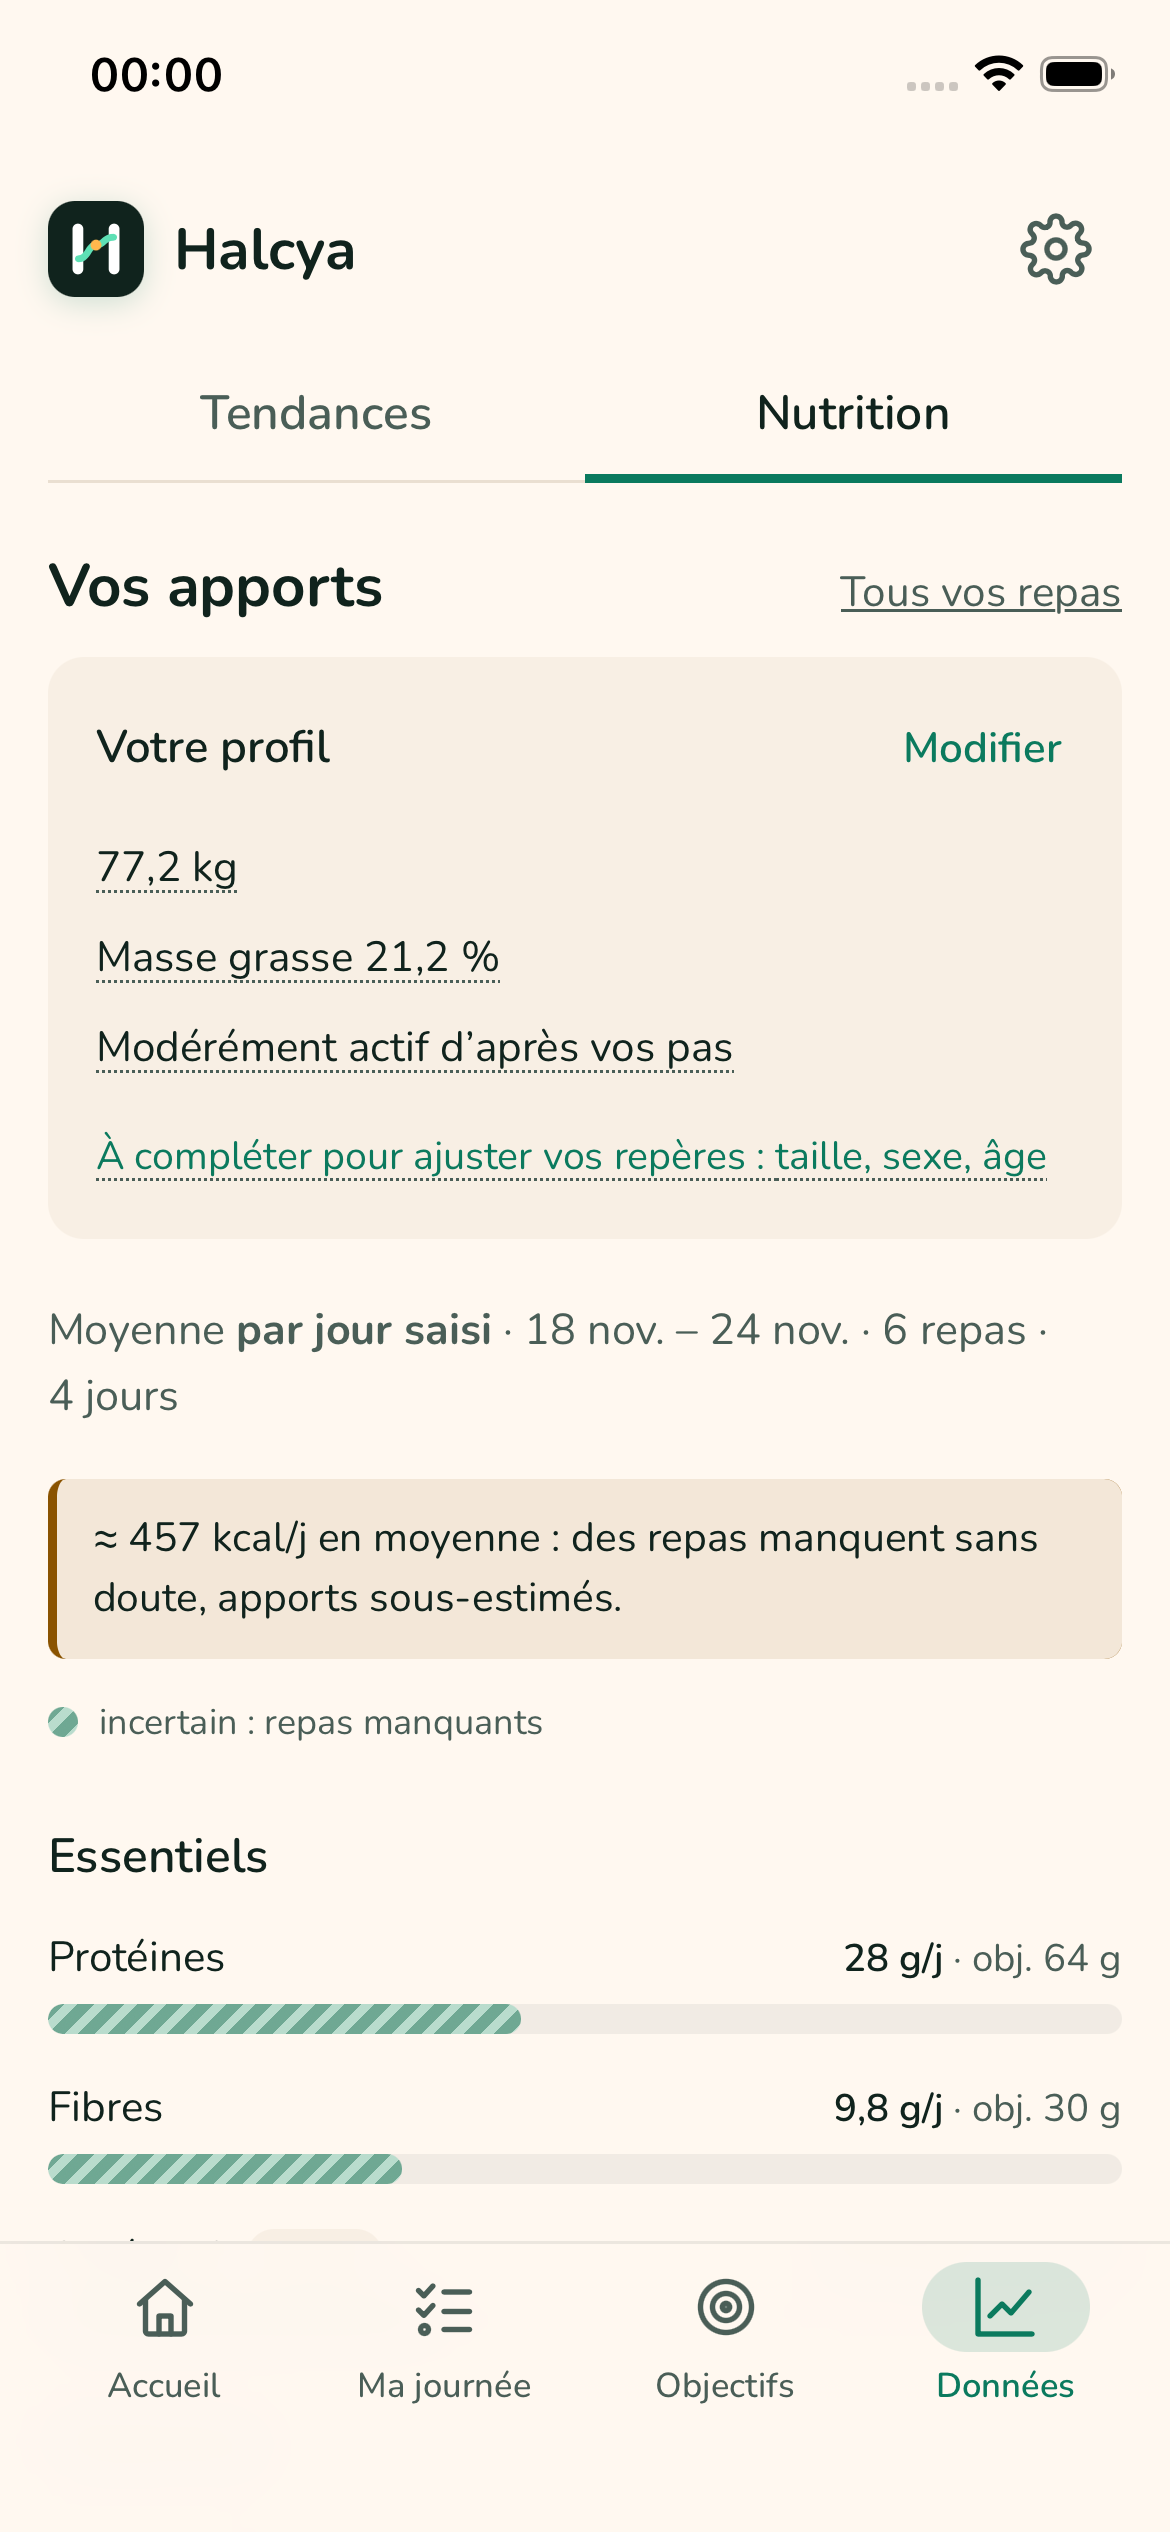 00:00
Halcya
Tendances
Nutrition
Vos apports
Tous vos repas
Votre profil
Modifier
77,2 kg
Masse grasse 21,2 %
Modérément actif d’après vos pas
À compléter pour ajuster vos repères : taille, sexe, âge
Moyenne par jour saisi · 18 nov. – 24 nov. · 6 repas ·
4 jours
≈ 457 kcal/j en moyenne : des repas manquent sans
doute, apports sous-estimés.
incertain : repas manquants
Essentiels
Protéines
28 g/j · obj. 64 g
Fibres
9,8 g/j · obj. 30 g
Accueil
Ma journée
Objectifs
Données